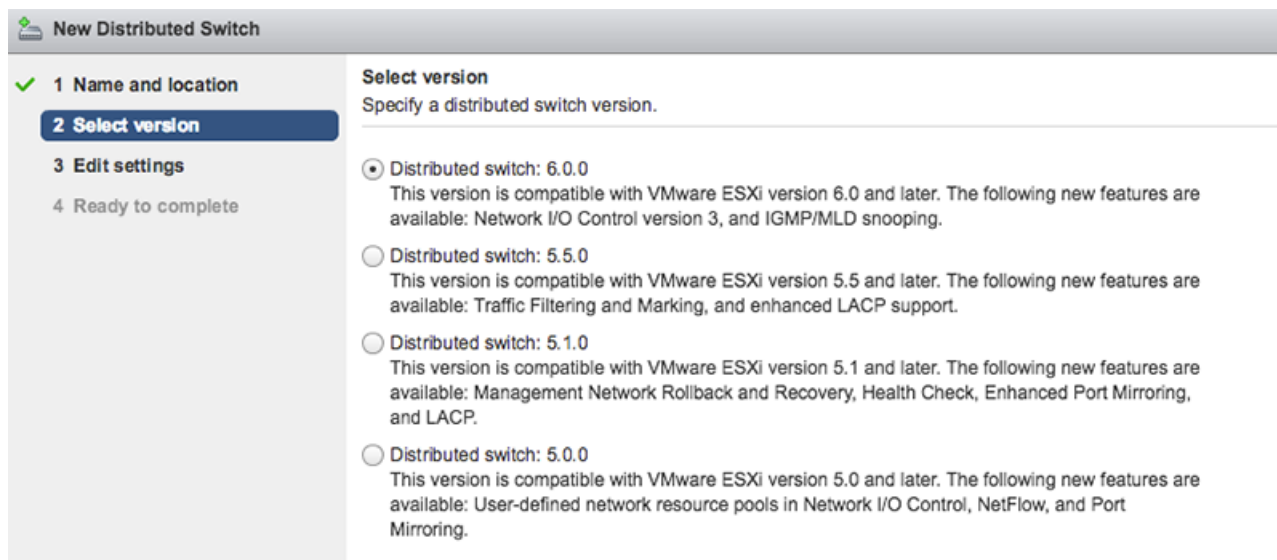 New Distributed Switch
1 Name and location
2 Select version
3 Edit settings
4 Ready to complete
Select version
Specify a distributed switch version.
Distributed switch: 6.0.0
This version is compatible with VMware ESXi version 6.0 and later. The following new features are
available: Network I/O Control version 3, and IGMP/MLD snooping.
Distributed switch: 5.5.0
This version is compatible with VMware ESXi version 5.5 and later. The following new features are
available: Traffic Filtering and Marking, and enhanced LACP support.
Distributed switch: 5.1.0
This version is compatible with VMware ESXi version 5.1 and later. The following new features are
available: Management Network Rollback and Recovery, Health Check, Enhanced Port Mirroring,
and LACP.
Distributed switch: 5.0.0
This version is compatible with VMware ESXi version 5.0 and later. The following new features are
available: User-defined network resource pools in Network I/O Control, NetFlow, and Port
Mirroring.